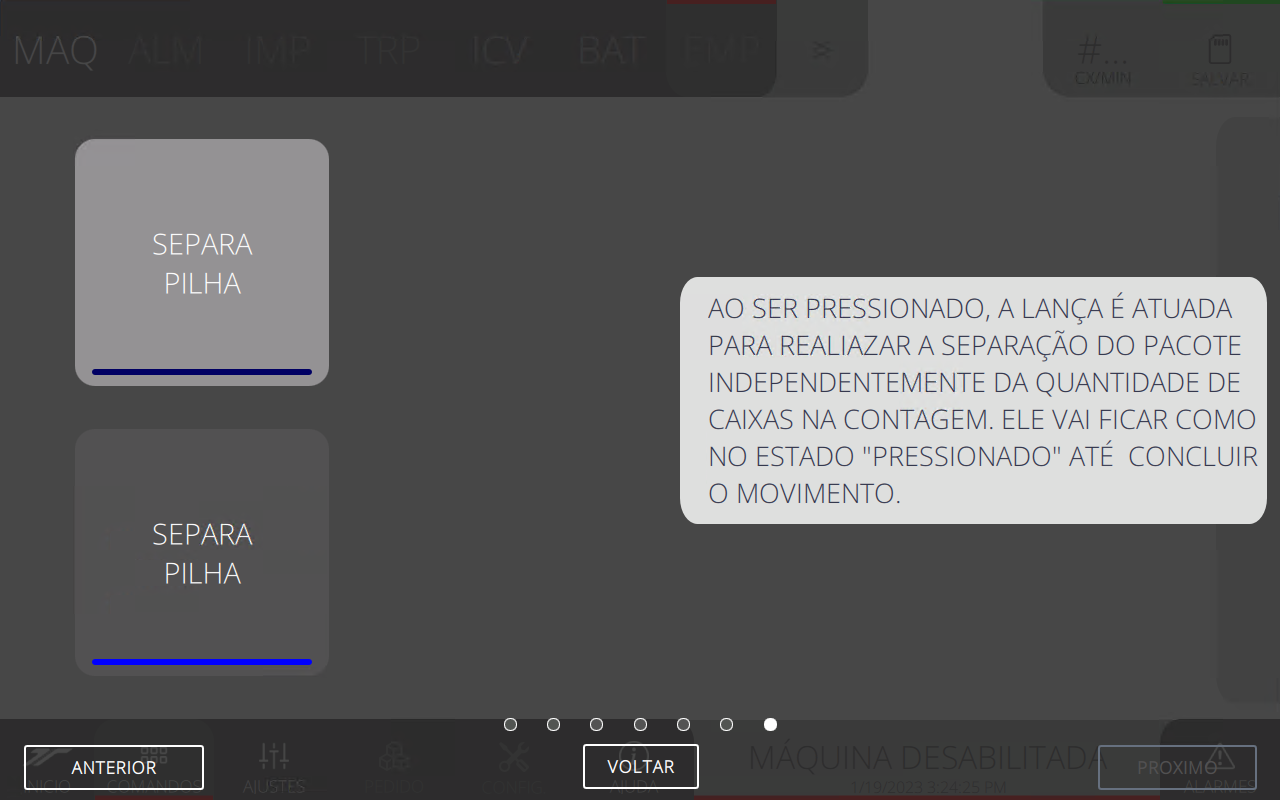 MAQ ALM IMP TRP ICV BAT EMP
#...
CX/MIN SALVAR
SEPARA
PILHA
AO SER PRESSIONADO, A LANÇA É ATUADA
PARA REALIAZAR A SEPARAÇÃO DO PACOTE
INDEPENDENTEMENTE DA QUANTIDADE DE
CAIXAS NA CONTAGEM. ELE VAI FICAR COMO
NO ESTADO "PRESSIONADO" ATÉ  CONCLUIR
O MOVIMENTO.
SEPARA
PILHA
MÁQUINA DESABILITADA
ANTERIOR VOLTAR PROXIMO
INICIO COMANDOS AJUSTES PEDIDO CONFIG AJUDA 1/19/2023 3:24:25 PM ALARMES